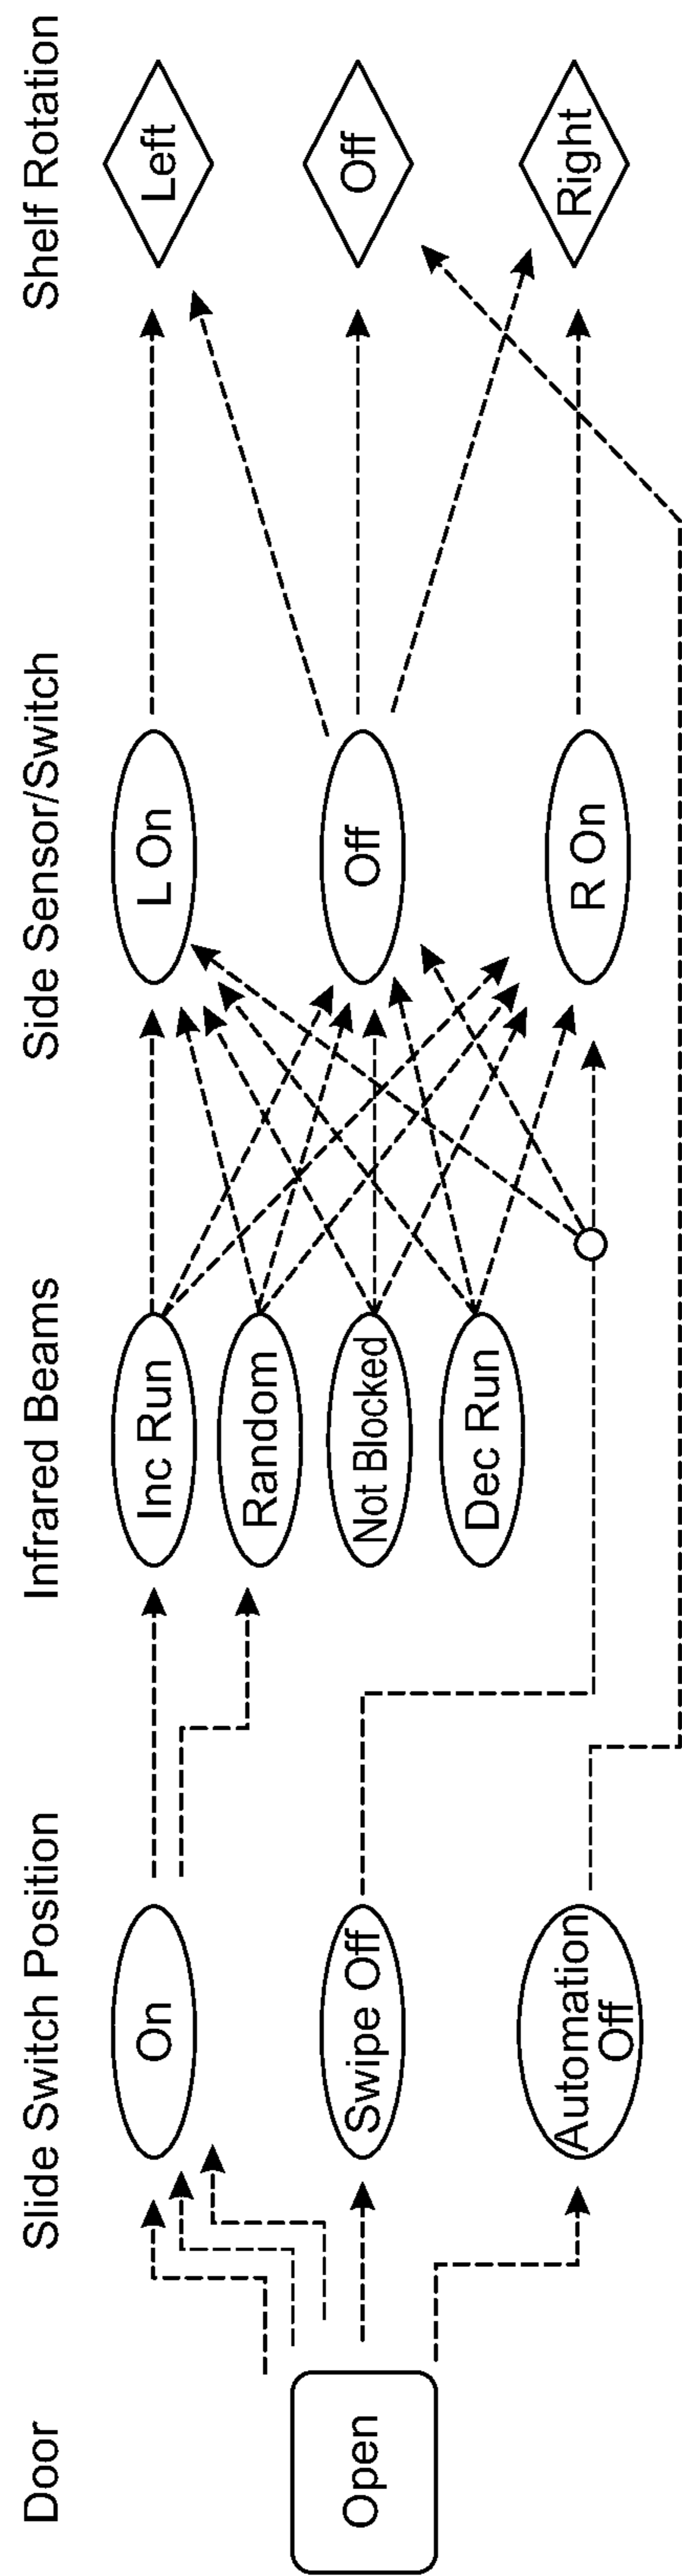 Door
Slide Switch Position
Infrared Beams
Side Sensor/Switch
Shelf Rotation
Open
On
Swipe Off
Automation
Off
Inc Run
Random
Not Blocked
Dec Run
L On
Off
R On
Left
Off
Right